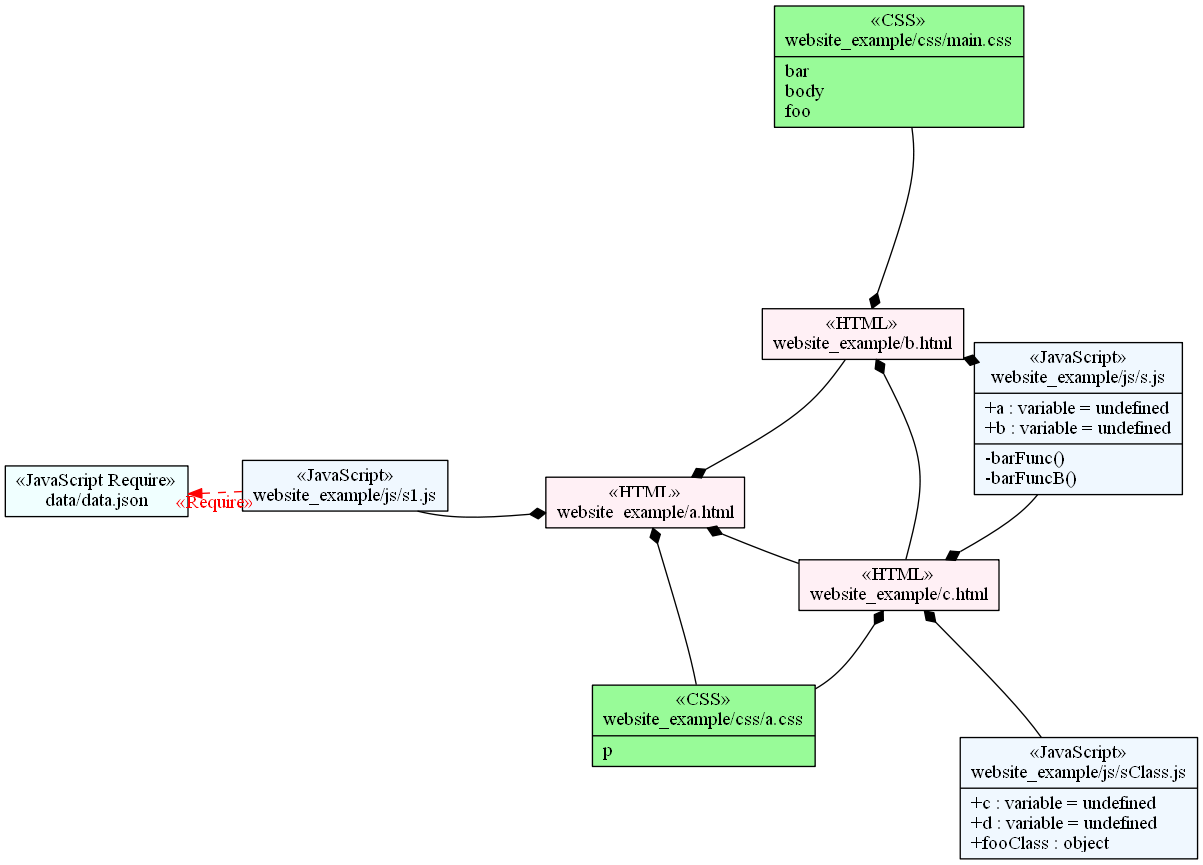 «CSS»
website_example/css/main.css
bar
body
foo
«HTML»
website_example/b.html
«JavaScript»
website_example/js/s.js
+a : variable = undefined
+b : variable = undefined
-barFunc()
-barFuncB()
«JavaScript Require»
data/data.json
«Require»
«JavaScript»
website_example/js/s1.js
«HTML»
website_example/a.html
«HTML»
website_example/c.html
«CSS»
website_example/css/a.css
p
«JavaScript»
website_example/js/sClass.js
+c : variable = undefined
+d : variable = undefined
+fooClass : object